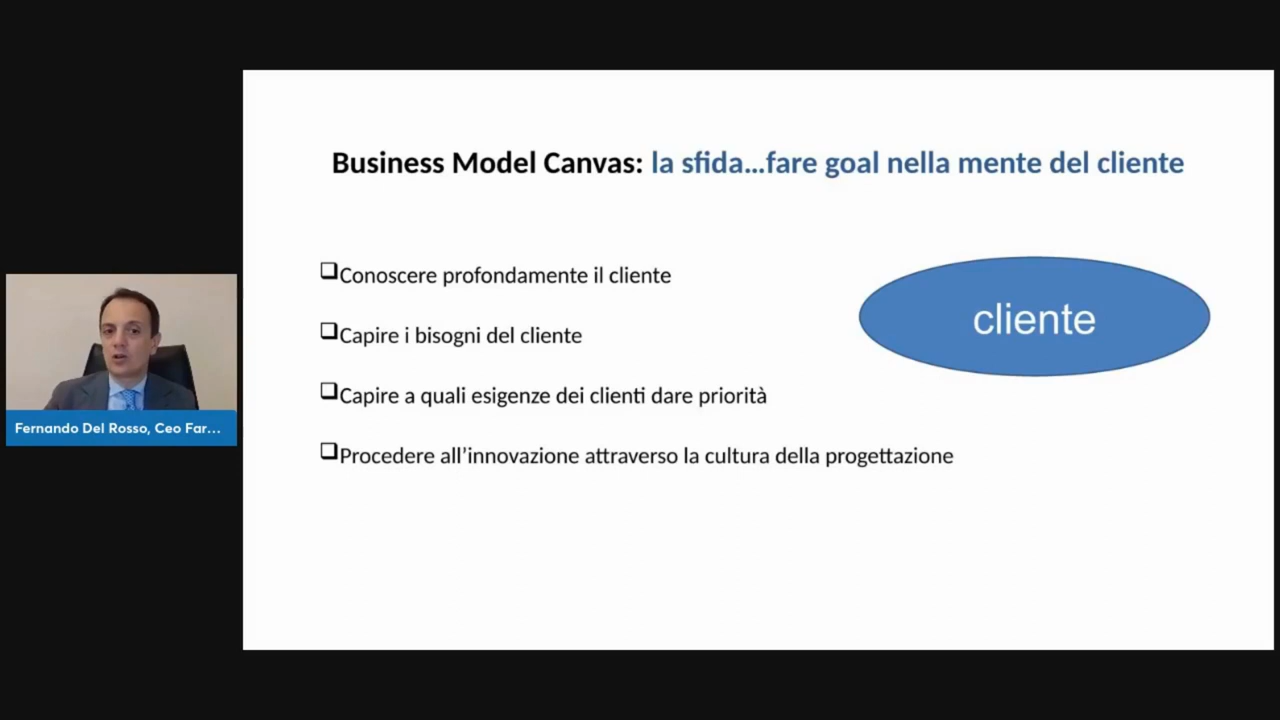 Business Model Canvas: la sfida...fare goal nella mente del cliente
Conoscere profondamente il cliente
cliente
Capire i bisogni del cliente
Capire a quali esigenze dei clienti dare priorità
Fernando Del Rosso, Ceo Far...
Procedere all’innovazione attraverso la cultura della progettazione